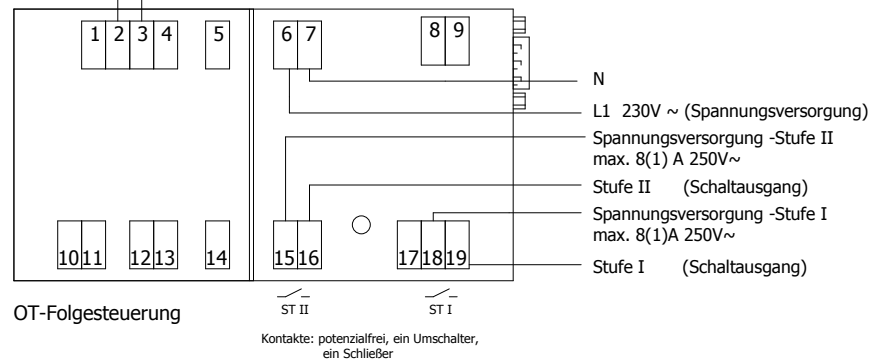 1 2 3 4 5 6 7 8 9
N
L1 230V ~ (Spannungsversorgung)
Spannungsversorgung -Stufe II
max. 8(1) A 250V~
Stufe II (Schaltausgang)
Spannungsversorgung -Stufe I
max. 8(1)A 250V~
Stufe I (Schaltausgang)
10 11 12 13 14 15 16 17 18 19
OT-Folgesteuerung
ST II ST I
Kontakte: potenzialfrei, ein Umschalter,
ein Schließer